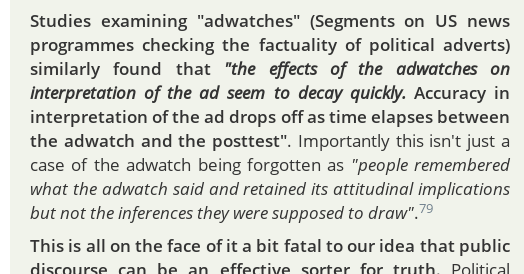 Studies examining "adwatches" (Segments on US news
programmes checking the factuality of political adverts)
similarly found that "the effects of the adwatches on
interpretation of the ad seem to decay quickly. Accuracy in
interpretation of the ad drops off as time elapses between
the adwatch and the posttest". Importantly this isn't just a
case of the adwatch being forgotten as "people remembered
what the adwatch said and retained its attitudinal implications
but not the inferences they were supposed to draw".79
This is all on the face of it a bit fatal to our idea that public
discourse can be an effective sorter for truth. Political